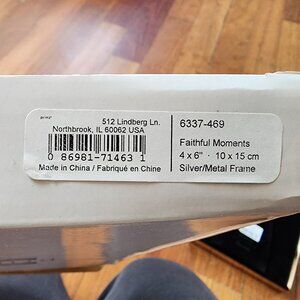 512 Lindberg Ln.
Northbrook, IL 60062 USA
0 86981-71463 1
Made in China / Fabriqué en Chine
6337-469
Faithful Moments
4 x 6" · 10 x 15 cm
Silver/Metal Frame